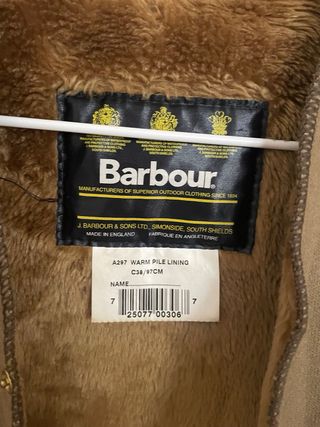 Barbour
MANUFACTURERS OF SUPERIOR OUTDOOR CLOTHING SINCE 1894
J. BARBOUR & SONS LTD. SIMONSIDE, SOUTH SHIELDS
MADE IN ENGLAND FABRIQUE EN ANGLETERRE
A297 WARM PILE LINING
C38/97CM
NAME
7 25077 00306 7